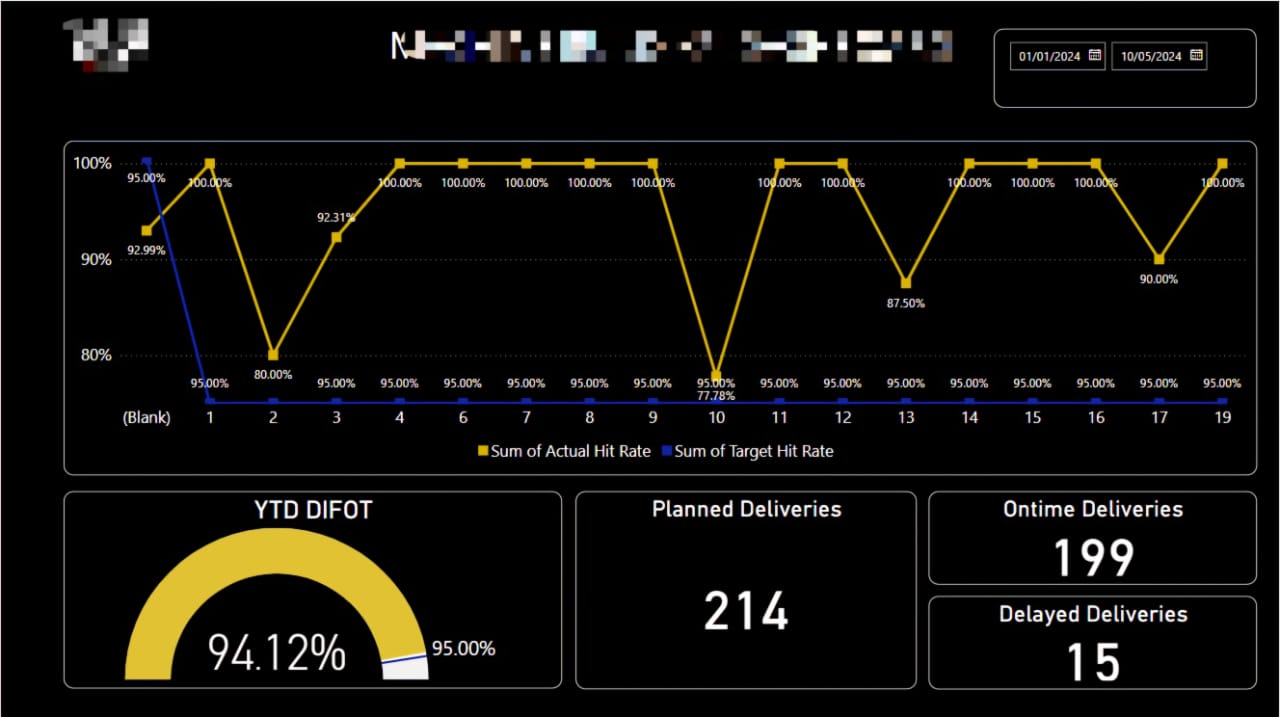 01/01/2024 10/05/2024
100%
95.00%
100.00% 100.00% 100.00% 100.00% 100.00% 100.00% 100.00% 100.00% 100.00% 100.00% 100.00% 100.00%
92.31%
92.99%
90%
90.00%
87.50%
80%
80.00%
95.00% 95.00% 95.00% 95.00% 95.00% 95.00% 95.00% 95.00% 95.00% 95.00% 95.00% 95.00% 95.00% 95.00% 95.00% 95.00%
77.78%
(Blank) 1 2 3 4 6 7 8 9 10 11 12 13 14 15 16 17 19
Sum of Actual Hit Rate Sum of Target Hit Rate
YTD DIFOT
94.12%
95.00%
Planned Deliveries
214
Ontime Deliveries
199
Delayed Deliveries
15